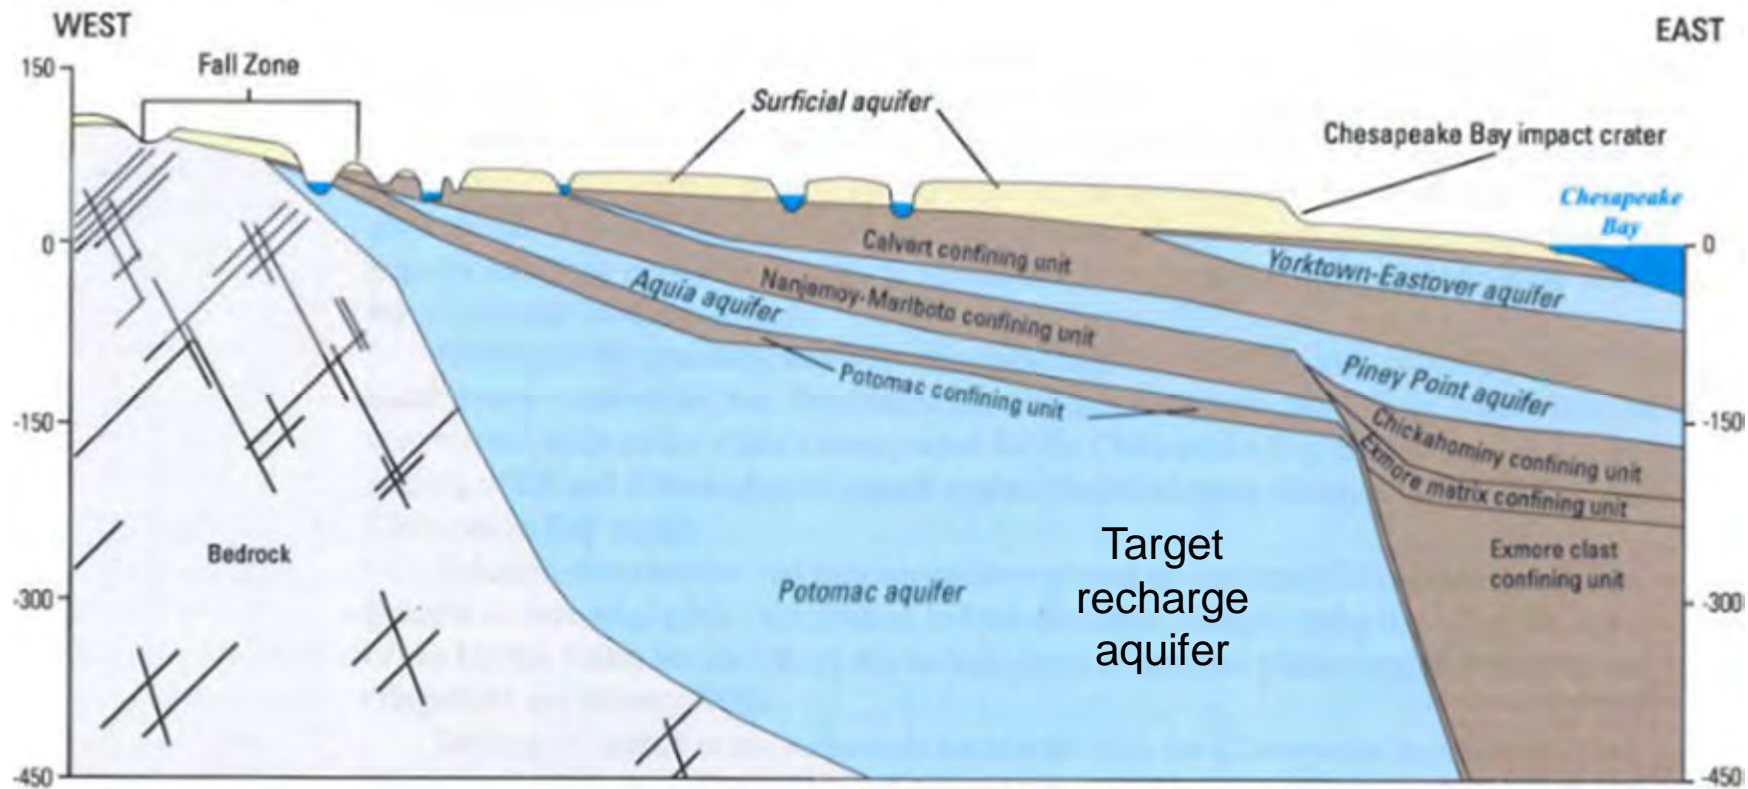 WEST
EAST
150
Fall Zone
Surficial aquifer
Chesapeake Bay impact crater
Chesapeake
Bay
0
0
Calvert confining unit
Yorktown-Eastover aquifer
Aquia aquifer
Nanjemoy-Marlboto confining unit
Piney Point aquifer
Potomac confining unit
-150
-150
Chickahominy confining unit
Exmore matrix confining unit
Bedrock
Target
recharge
aquifer
Exmore clast
confining unit
Potomac aquifer
-300
-300
-450
-450